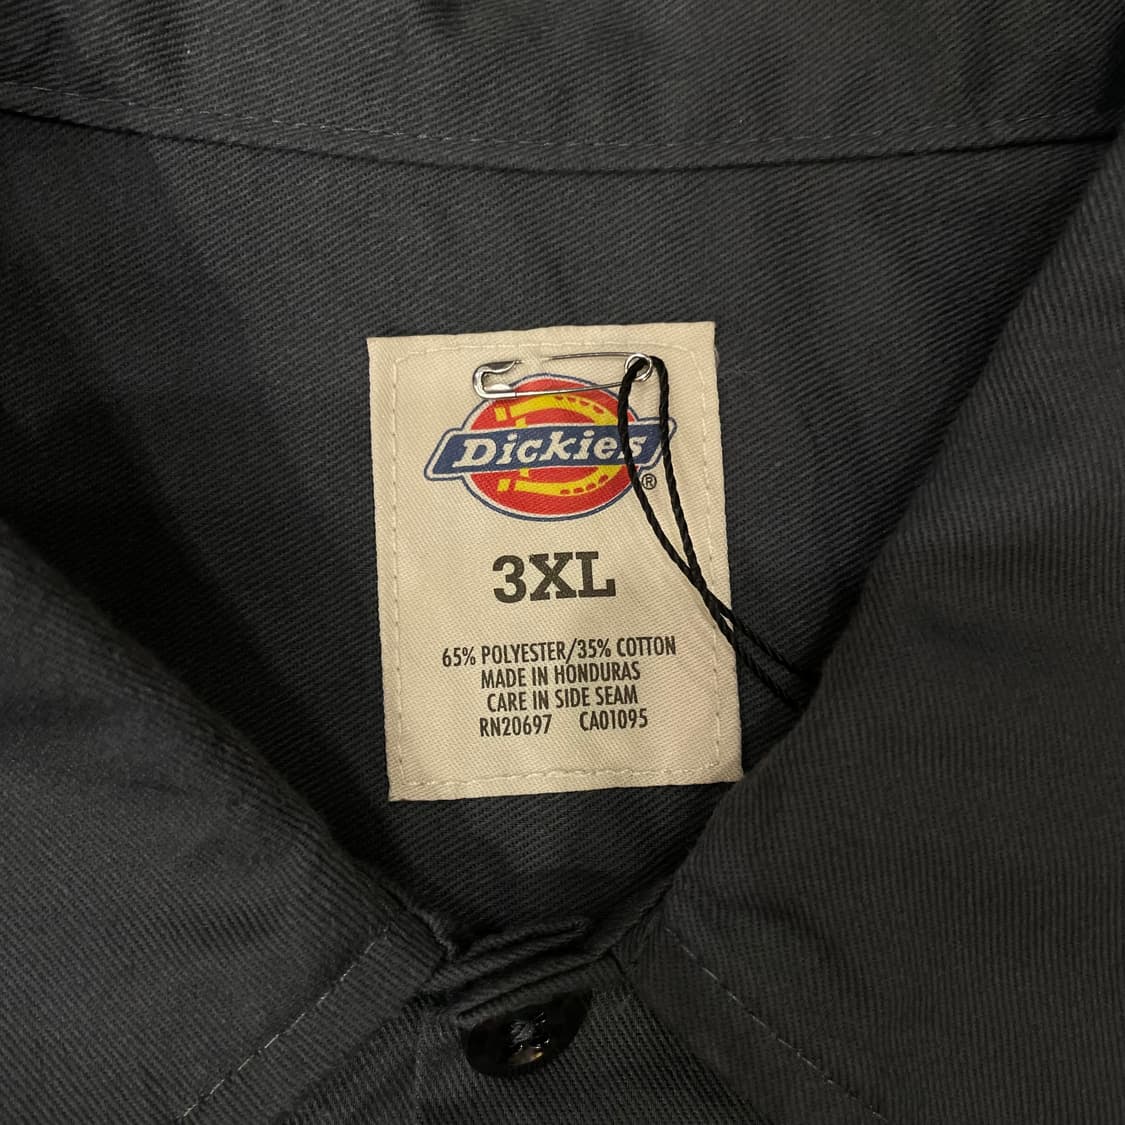 Dickies
®
3XL
65% POLYESTER/35% COTTON
MADE IN HONDURAS
CARE IN SIDE SEAM
RN20697 CA01095